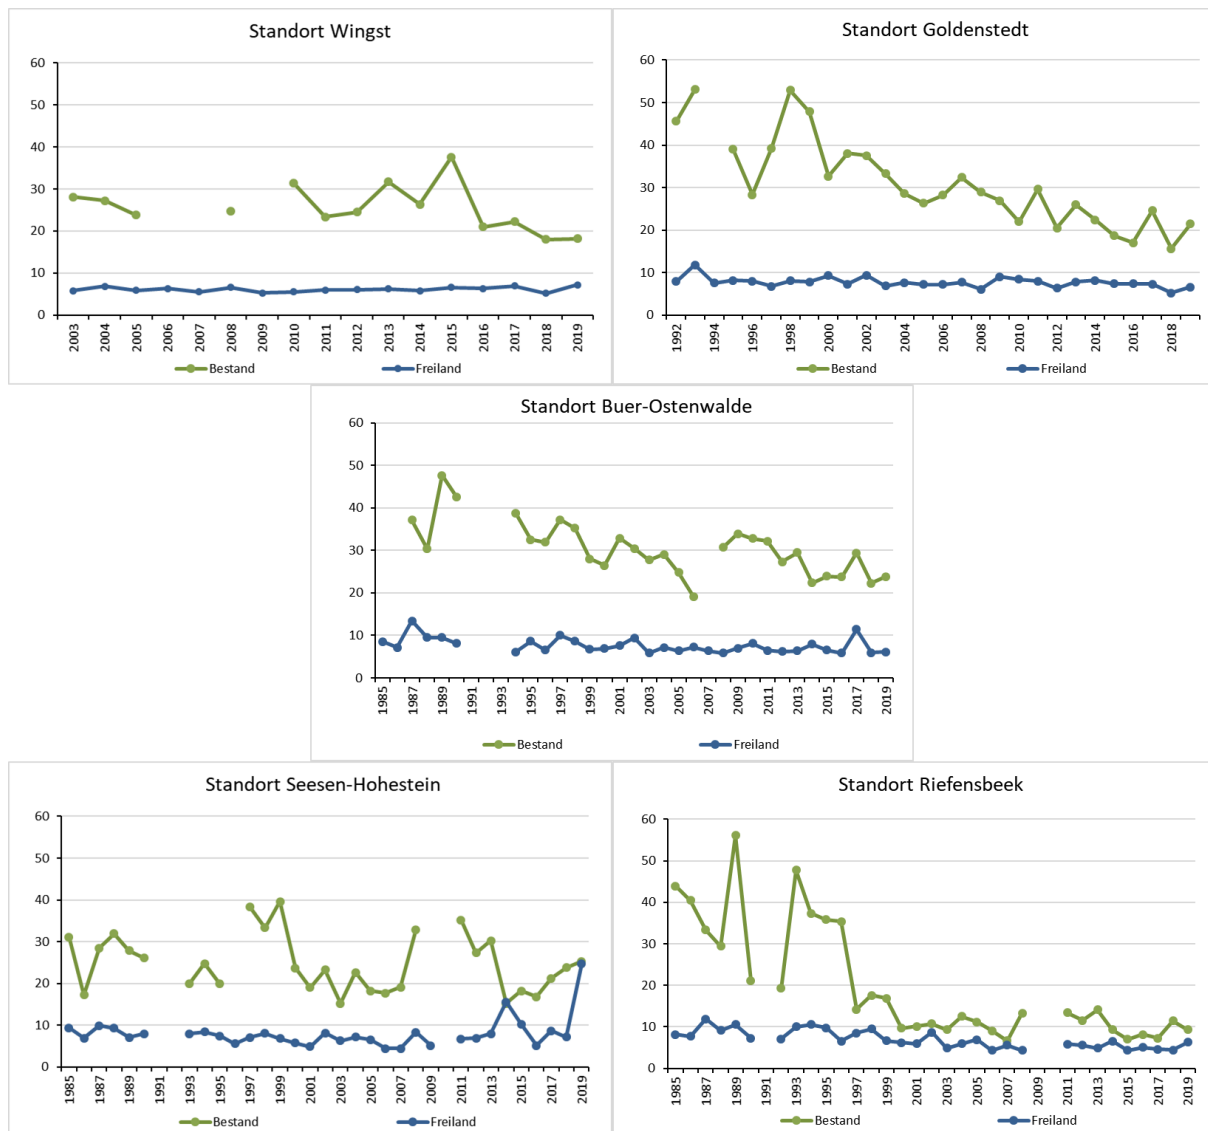 Standort Wingst
60
50
40
30
20
10
0
2003 2004 2005 2006 2007 2008 2009 2010 2011 2012 2013 2014 2015 2016 2017 2018 2019
Bestand Freiland
Standort Goldenstedt
60
50
40
30
20
10
0
1992 1994 1996 1998 2000 2002 2004 2006 2008 2010 2012 2014 2016 2018
Bestand Freiland
Standort Buer-Ostenwalde
60
50
40
30
20
10
0
1985 1987 1989 1991 1993 1995 1997 1999 2001 2003 2005 2007 2009 2011 2013 2015 2017 2019
Bestand Freiland
Standort Seesen-Hohestein
60
50
40
30
20
10
0
1985 1987 1989 1991 1993 1995 1997 1999 2001 2003 2005 2007 2009 2011 2013 2015 2017 2019
Bestand Freiland
Standort Riefensbeek
60
50
40
30
20
10
0
1985 1987 1989 1991 1993 1995 1997 1999 2001 2003 2005 2007 2009 2011 2013 2015 2017 2019
Bestand Freiland